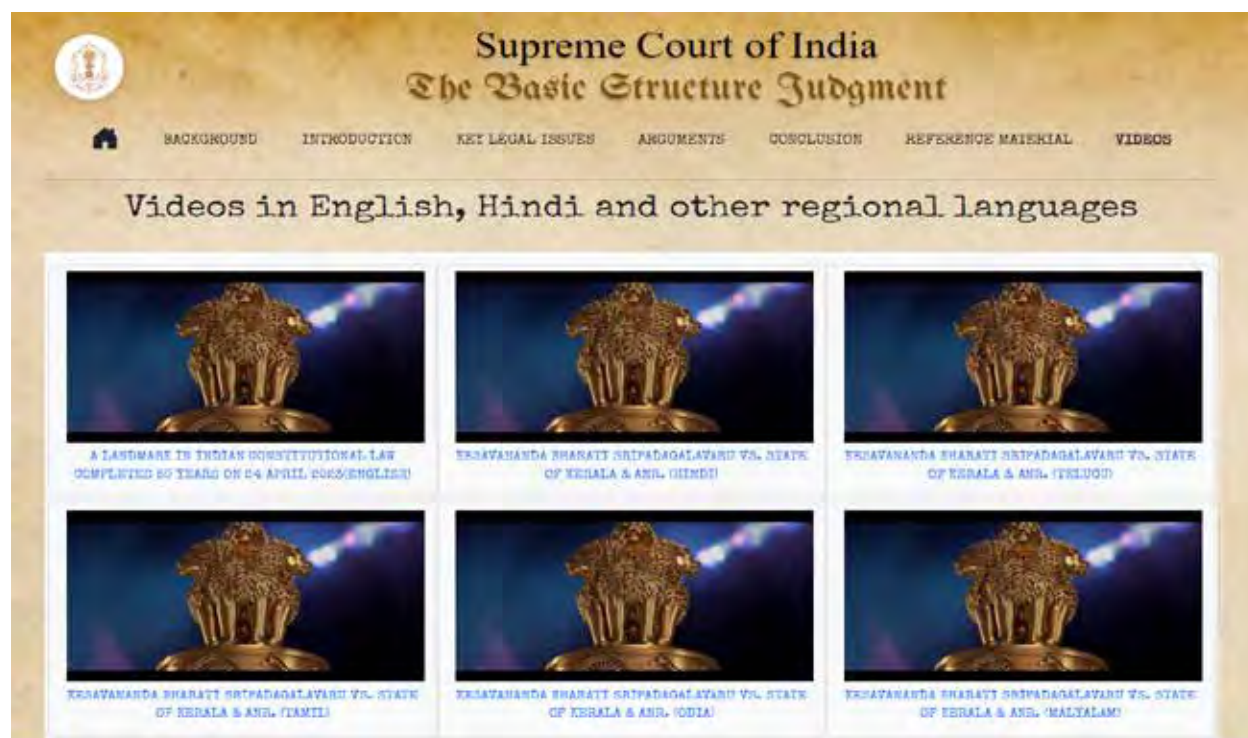 Supreme Court of India
The Basic Structure Judgment
BACKGROUND INTRODUCTION KEY LEGAL ISSUES ARGUMENTS CONCLUSION REFERENCE MATERIAL VIDEOS
Videos in English, Hindi and other regional languages
A LANDMARK IN INDIAN CONSTITUTIONAL LAW
COMPLETED 50 YEARS ON 24 APRIL 2023(ENGLISH)
KESAVANANDA BHARATI SRIPADAGALAVARU VS. STATE
OF KERALA & ANR. (HINDI)
KESAVANANDA BHARATI SRIPADAGALAVARU VS. STATE
OF KERALA & ANR. (TELUGU)
KESAVANANDA BHARATI SRIPADAGALAVARU VS. STATE
OF KERALA & ANR. (TAMIL)
KESAVANANDA BHARATI SRIPADAGALAVARU VS. STATE
OF KERALA & ANR. (ODIA)
KESAVANANDA BHARATI SRIPADAGALAVARU VS. STATE
OF KERALA & ANR. (MALYALAM)